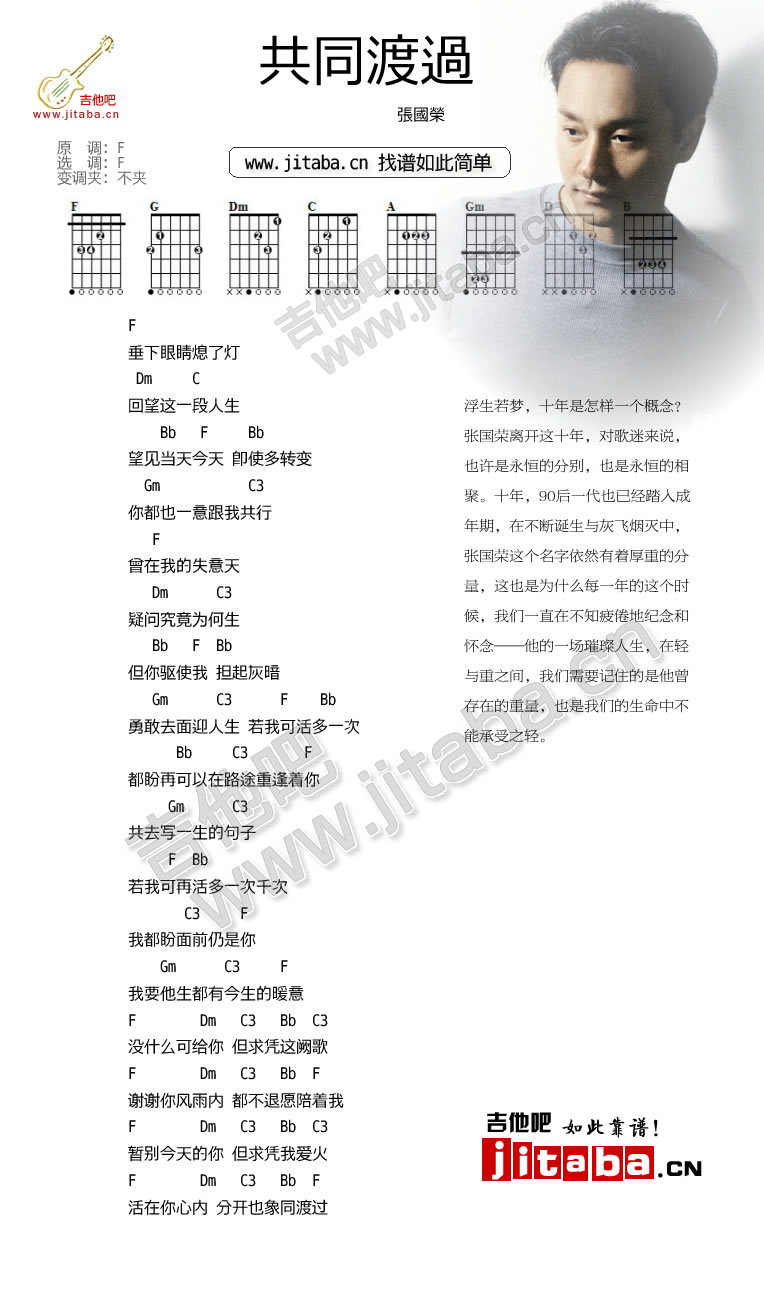 共同渡過
張國榮
吉他吧
www.jitaba.cn
原 调: F
选 调: F
变调夹: 不夹
www.jitaba.cn 找谱如此简单
F G Dm C A Gm D B
F
垂下眼睛熄了灯
Dm C
回望这一段人生
Bb F Bb
望见当天今天 即使多转变
Gm C3
你都也一意跟我共行
F
曾在我的失意天
Dm C3
疑问究竟为何生
Bb F Bb
但你驱使我 担起灰暗
Gm C3 F Bb
勇敢去面迎人生 若我可活多一次
Bb C3 F
都盼再可以在路途重逢着你
Gm C3
共去写一生的句子
F Bb
若我可再活多一次千次
C3 F
我都盼面前仍是你
Gm C3 F
我要他生都有今生的暖意
F Dm C3 Bb C3
没什么可给你 但求凭这阙歌
F Dm C3 Bb F
谢谢你风雨内 都不退愿陪着我
F Dm C3 Bb C3
暂别今天的你 但求凭我爱火
F Dm C3 Bb F
活在你心内 分开也象同渡过
浮生若梦，十年是怎样一个概念?
张国荣离开这十年，对歌迷来说，
也许是永恒的分别，也是永恒的相
聚。十年，90后一代也已经踏入成
年期，在不断诞生与灰飞烟灭中，
张国荣这个名字依然有着厚重的分
量，这也是为什么每一年的这个时
候，我们一直在不知疲倦地纪念和
怀念——他的一场璀璨人生，在轻
与重之间，我们需要记住的是他曾
存在的重量，也是我们的生命中不
能承受之轻。
吉他吧
www.jitaba.cn
吉他吧
www.jitaba.cn
吉他吧 如此靠谱!
jitaba.CN